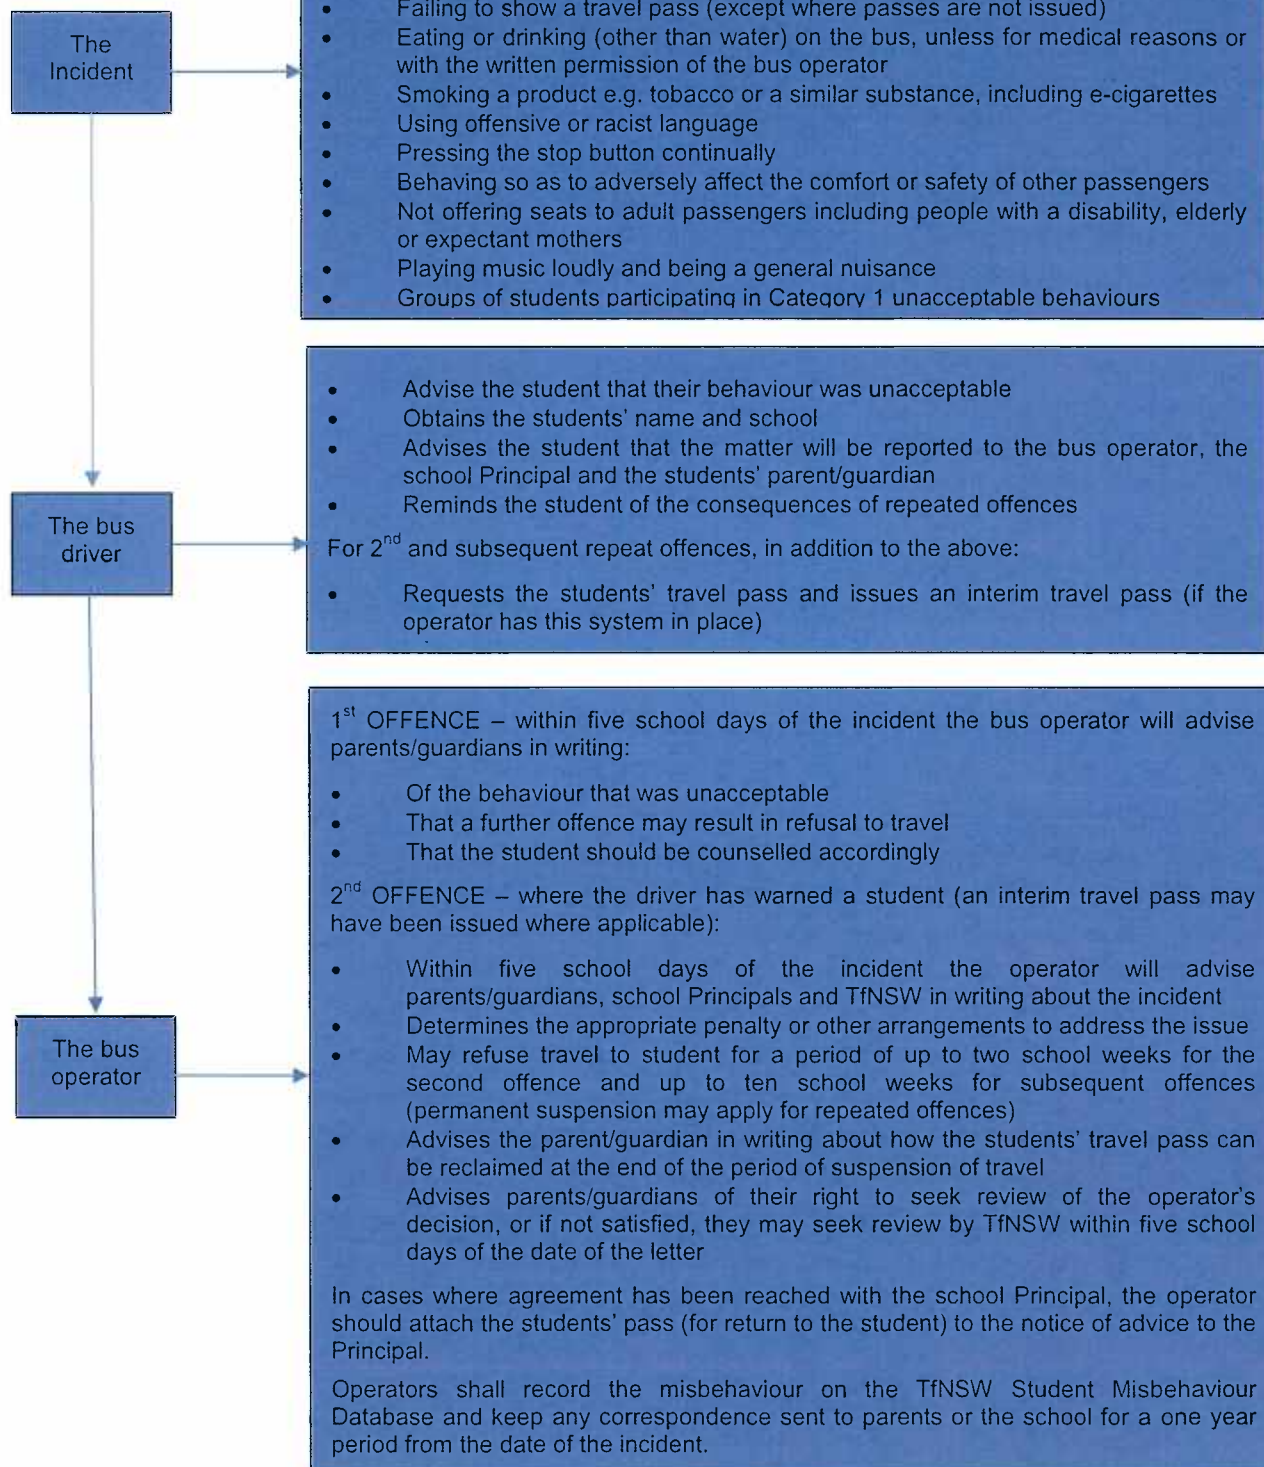 The
Incident
• Failing to show a travel pass (except where passes are not issued)
• Eating or drinking (other than water) on the bus, unless for medical reasons or
with the written permission of the bus operator
• Smoking a product e.g. tobacco or a similar substance, including e-cigarettes
• Using offensive or racist language
• Pressing the stop button continually
• Behaving so as to adversely affect the comfort or safety of other passengers
• Not offering seats to adult passengers including people with a disability, elderly
or expectant mothers
• Playing music loudly and being a general nuisance
• Groups of students participating in Category 1 unacceptable behaviours
The bus
driver
• Advise the student that their behaviour was unacceptable
• Obtains the students' name and school
• Advises the student that the matter will be reported to the bus operator, the
school Principal and the students' parent/guardian
• Reminds the student of the consequences of repeated offences
For 2nd and subsequent repeat offences, in addition to the above:
• Requests the students' travel pass and issues an interim travel pass (if the
operator has this system in place)
The bus
operator
1st OFFENCE – within five school days of the incident the bus operator will advise
parents/guardians in writing:
• Of the behaviour that was unacceptable
• That a further offence may result in refusal to travel
• That the student should be counselled accordingly
2nd OFFENCE – where the driver has warned a student (an interim travel pass may
have been issued where applicable):
• Within five school days of the incident the operator will advise
parents/guardians, school Principals and TfNSW in writing about the incident
• Determines the appropriate penalty or other arrangements to address the issue
• May refuse travel to student for a period of up to two school weeks for the
second offence and up to ten school weeks for subsequent offences
(permanent suspension may apply for repeated offences)
• Advises the parent/guardian in writing about how the students' travel pass can
be reclaimed at the end of the period of suspension of travel
• Advises parents/guardians of their right to seek review of the operator's
decision, or if not satisfied, they may seek review by TfNSW within five school
days of the date of the letter
In cases where agreement has been reached with the school Principal, the operator
should attach the students' pass (for return to the student) to the notice of advice to the
Principal.
Operators shall record the misbehaviour on the TfNSW Student Misbehaviour
Database and keep any correspondence sent to parents or the school for a one year
period from the date of the incident.